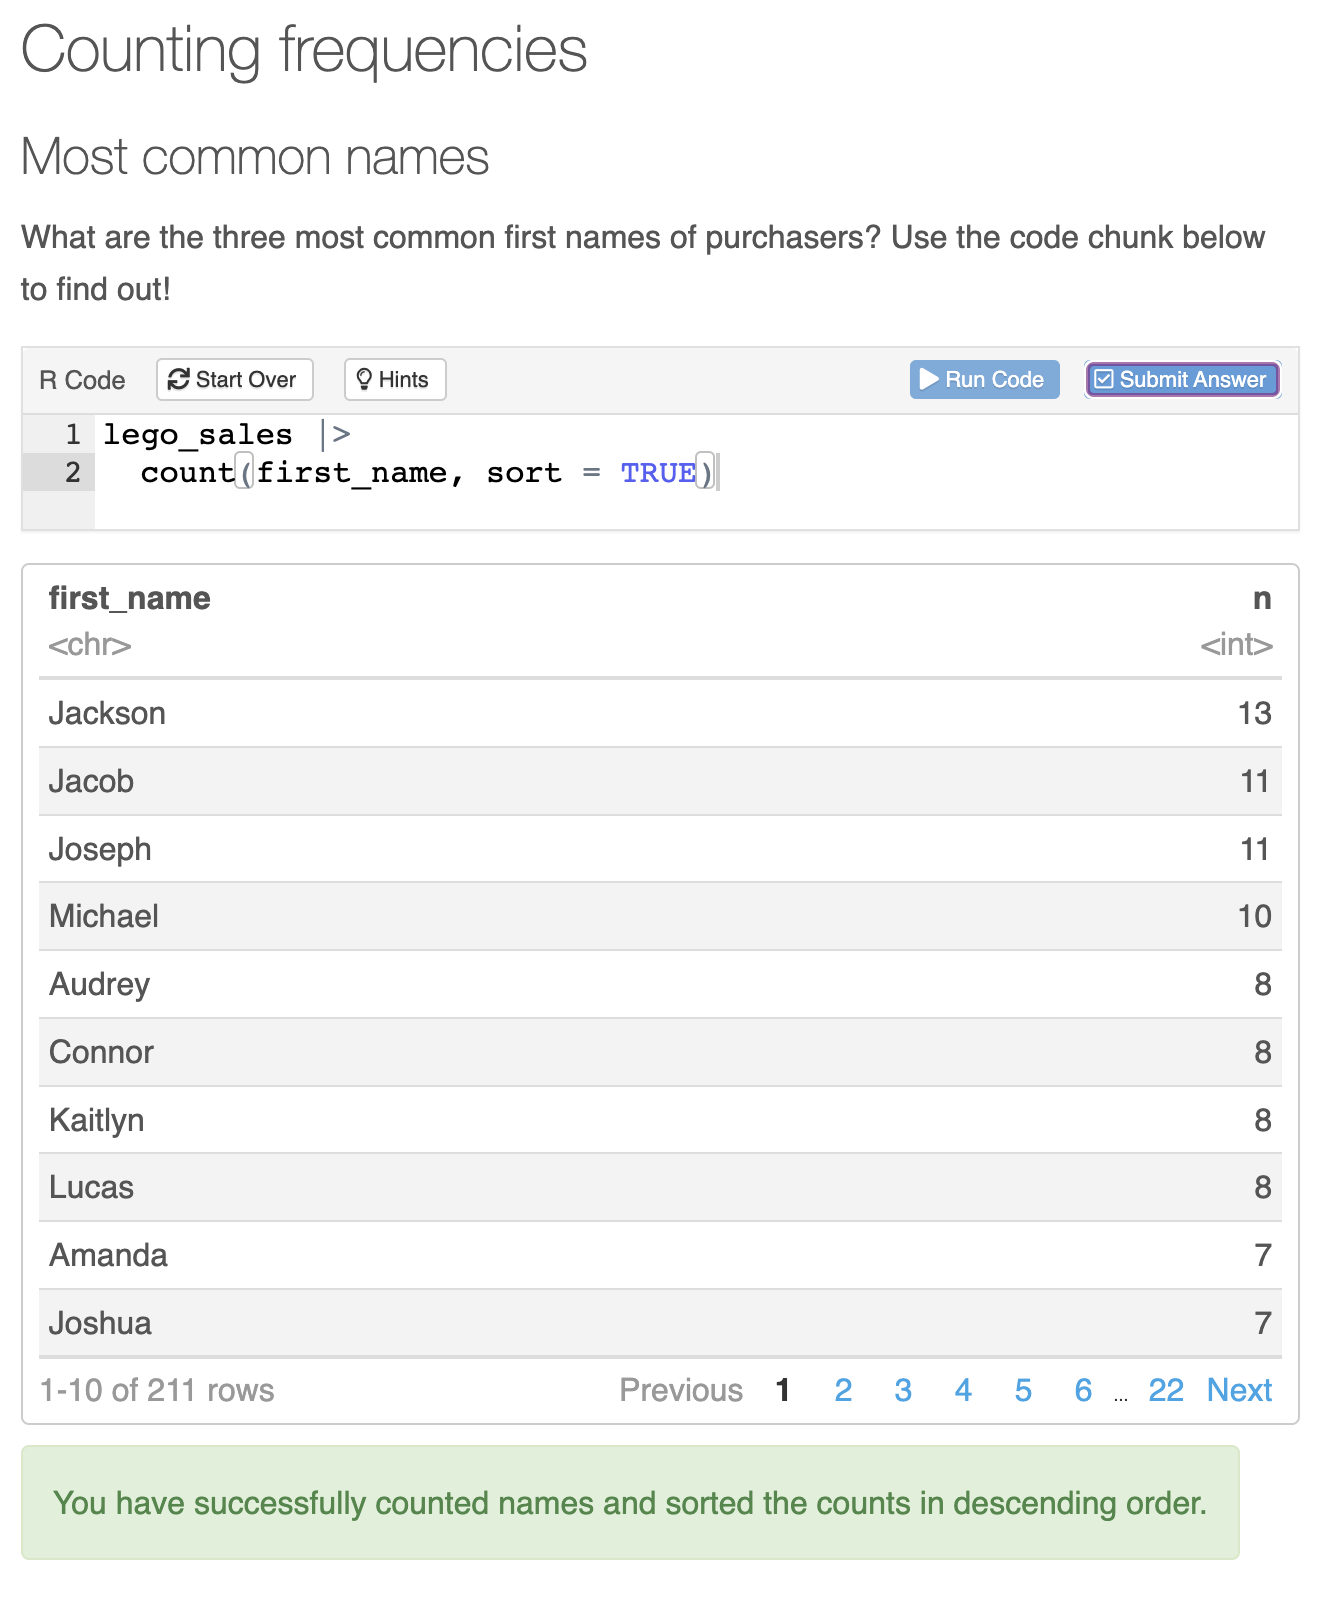 Counting frequencies
Most common names
What are the three most common first names of purchasers? Use the code chunk below
to find out!
R Code Start Over Hints Run Code Submit Answer
1 lego_sales |>
2 count(first_name, sort = TRUE)
first_name n
<chr> <int>
Jackson 13
Jacob 11
Joseph 11
Michael 10
Audrey 8
Connor 8
Kaitlyn 8
Lucas 8
Amanda 7
Joshua 7
1-10 of 211 rows Previous 1 2 3 4 5 6 ... 22 Next
You have successfully counted names and sorted the counts in descending order.